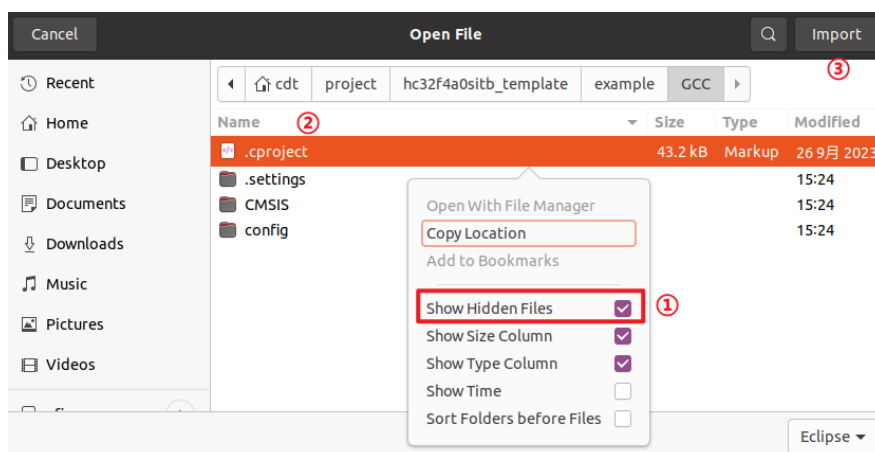 Cancel Open File Import
③
Recent
Home
Desktop
Documents
Downloads
Music
Pictures
Videos
cdt project hc32f4a0sitb_template example GCC
Name ② Size Type Modified
.cproject 43.2 kB Markup 26 9月 2023
.settings 15:24
CMSIS 15:24
config 15:24
Open With File Manager
Copy Location
Add to Bookmarks
Show Hidden Files ①
Show Size Column
Show Type Column
Show Time
Sort Folders before Files
Eclipse